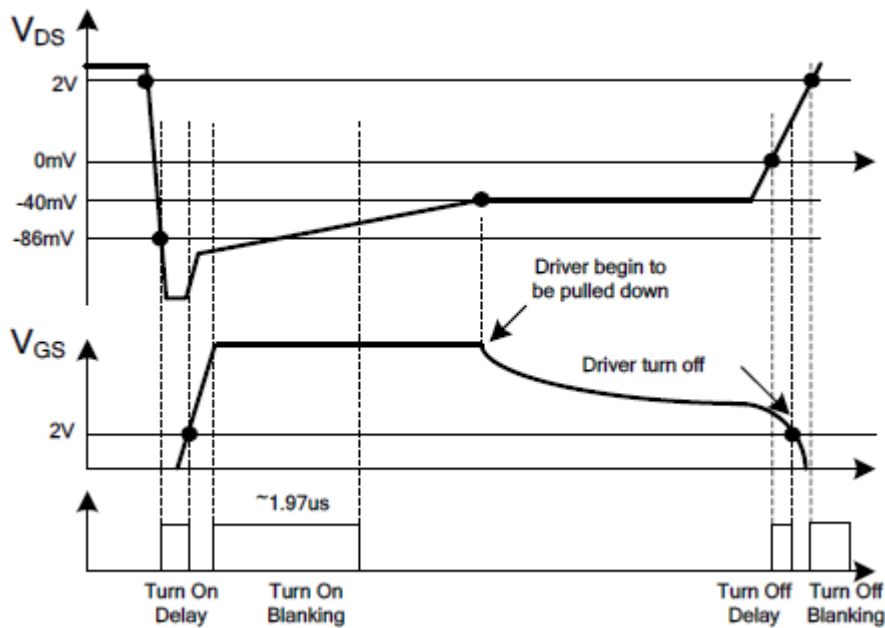 VDS
2V
0mV
-40mV
-86mV
Driver begin to
be pulled down
VGS
Driver turn off
2V
~1.97us
Turn On
Delay
Turn On
Blanking
Turn Off
Delay
Turn Off
Blanking